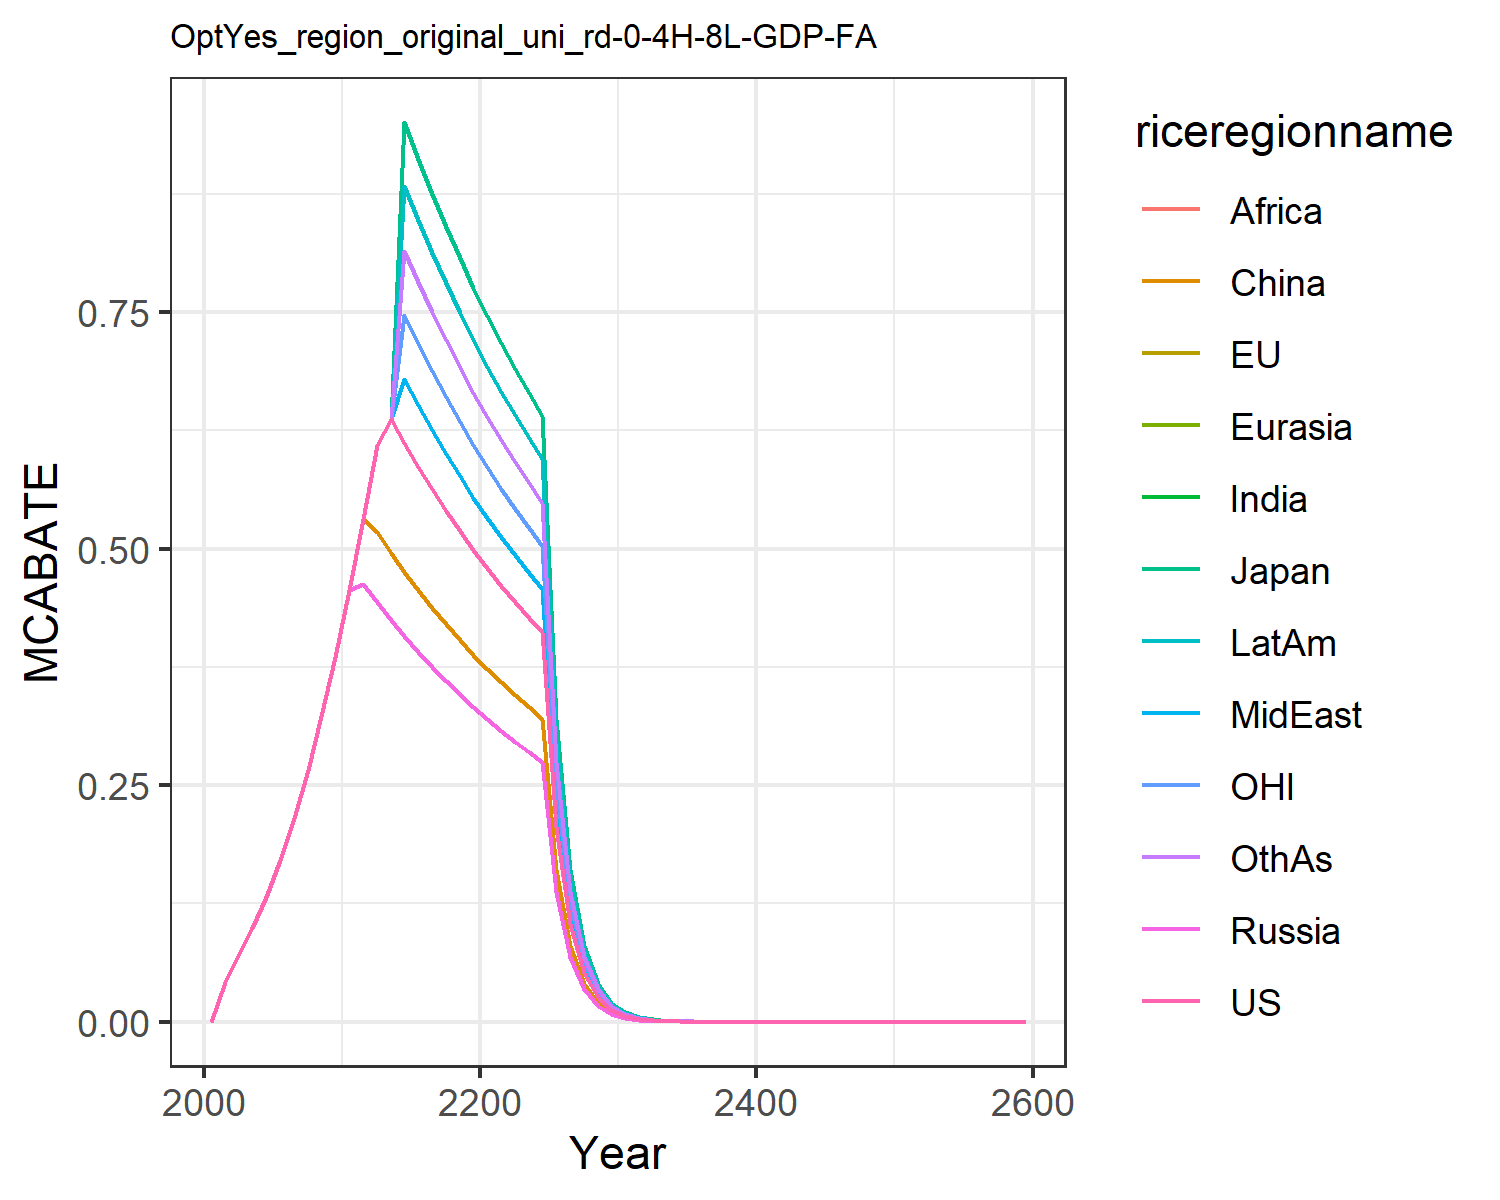 OptYes_region_original_uni_rd-0-4H-8L-GDP-FA
MCABATE
0.75
0.50
0.25
0.00
2000
2200
2400
2600
Year
riceregionname
Africa
China
EU
Eurasia
India
Japan
LatAm
MidEast
OHI
OthAs
Russia
US